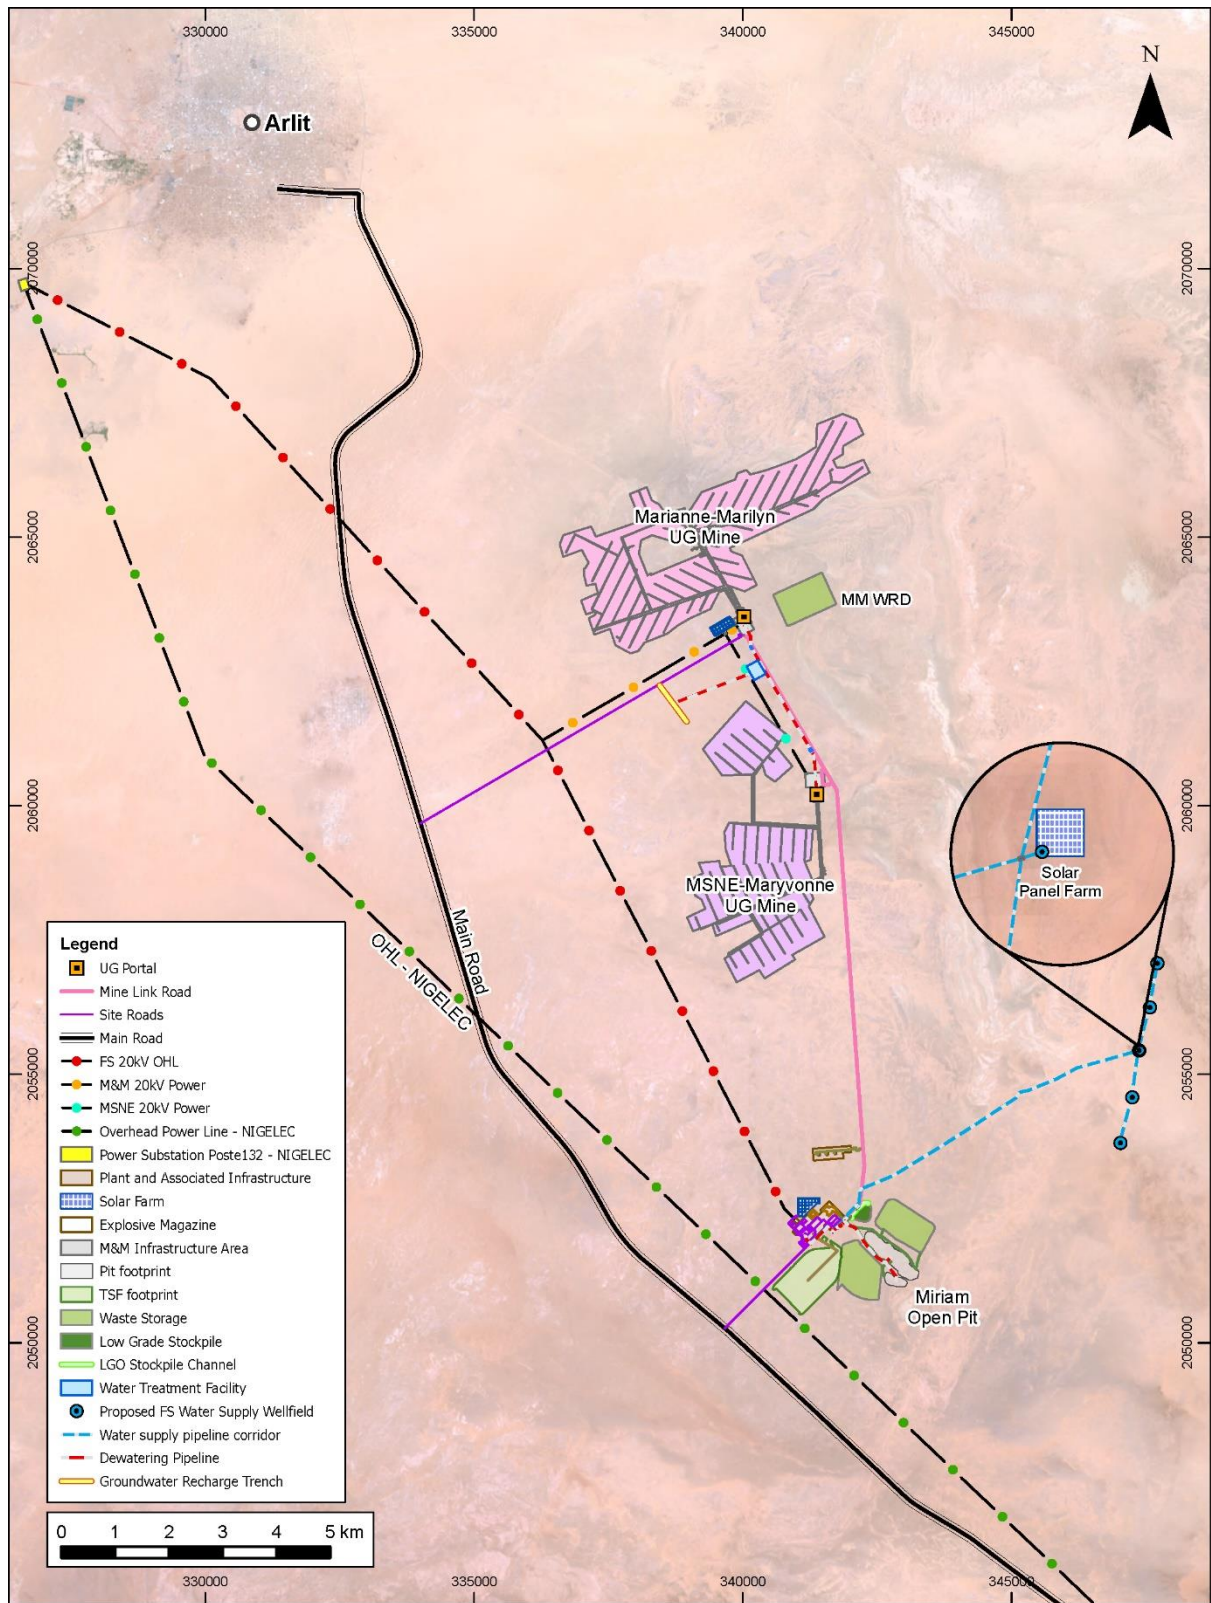 330000
335000
340000
345000
N
Arlit
2070000
2070000
Marianne-Marilyn
UG Mine
2065000
2065000
MM WRD
2060000
2060000
Solar
Panel Farm
MSNE-Maryvonne
UG Mine
Main Road
OHL - NIGELEC
2055000
2055000
Miriam
Open Pit
2050000
2050000
Legend
UG Portal
Mine Link Road
Site Roads
Main Road
FS 20kV OHL
M&M 20kV Power
MSNE 20kV Power
Overhead Power Line - NIGELEC
Power Substation Poste132 - NIGELEC
Plant and Associated Infrastructure
Solar Farm
Explosive Magazine
M&M Infrastructure Area
Pit footprint
TSF footprint
Waste Storage
Low Grade Stockpile
LGO Stockpile Channel
Water Treatment Facility
Proposed FS Water Supply Wellfield
Water supply pipeline corridor
Dewatering Pipeline
Groundwater Recharge Trench
0 1 2 3 4 5 km
330000
335000
340000
345000